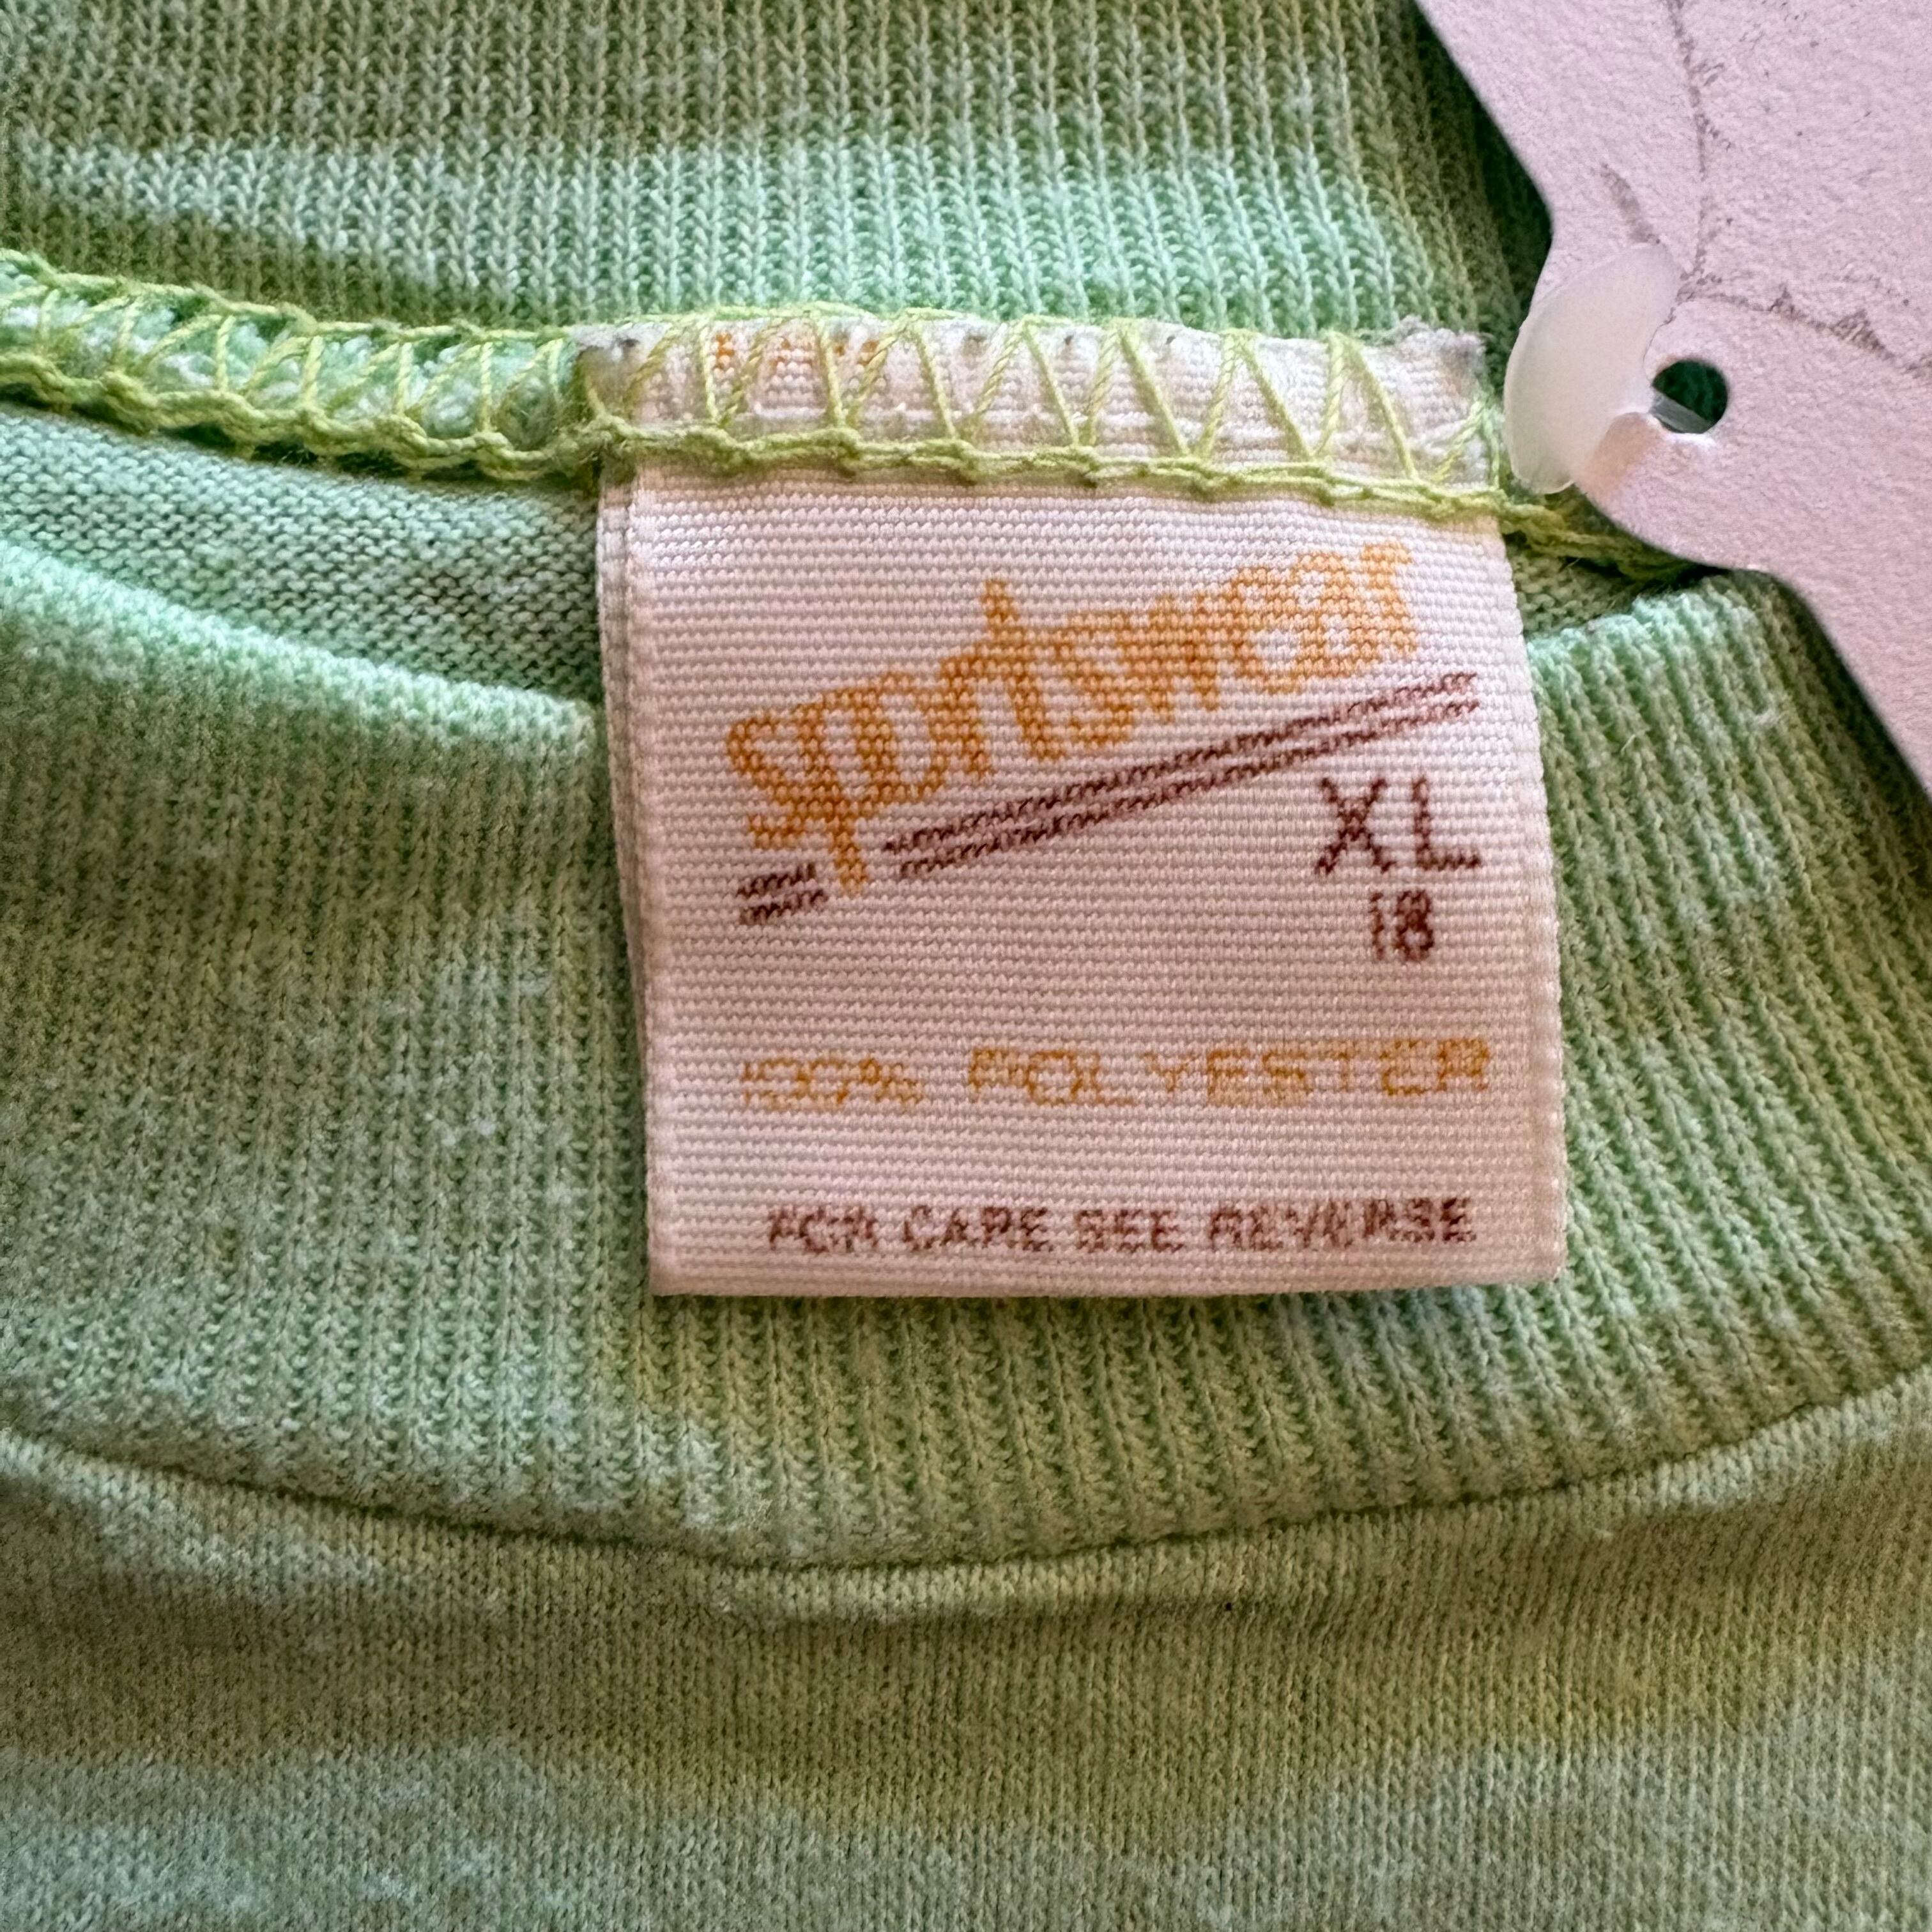 Sportswear
XL
18
100% POLYESTER
FOR CARE SEE REVERSE